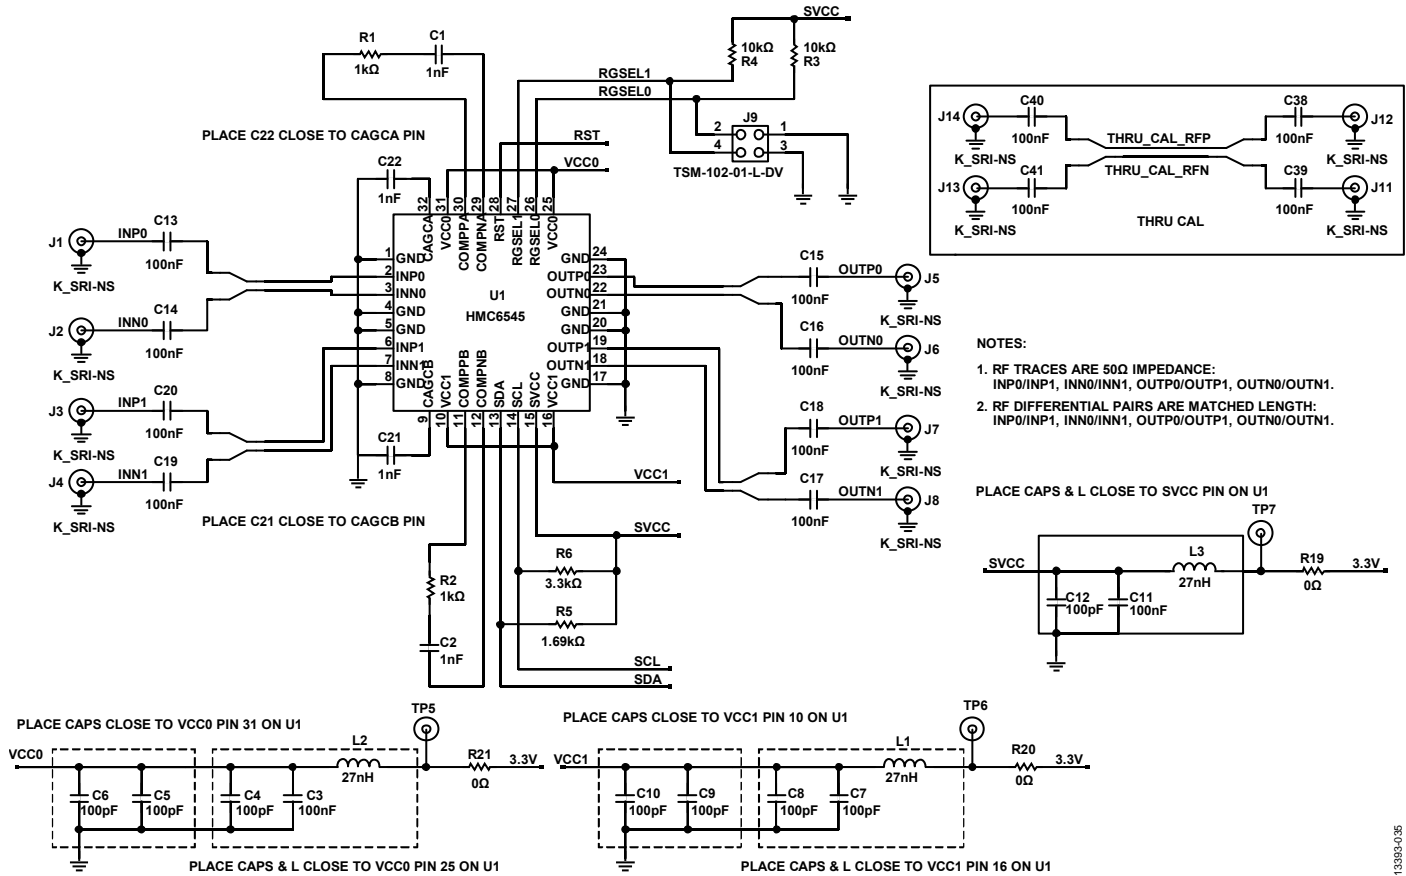 SVCC
R1
1kΩ
C1
1nF
10kΩ
R4
10kΩ
R3
RGSEL1
RGSEL0
J9
2
1
4
3
TSM-102-01-L-DV
RST
VCC0
PLACE C22 CLOSE TO CAGCA PIN
C22
1nF
J14
C40
100nF
K_SRI-NS
THRU_CAL_RFP
C38
100nF
J12
K_SRI-NS
J13
C41
100nF
K_SRI-NS
THRU_CAL_RFN
C39
100nF
J11
K_SRI-NS
THRU CAL
32
31
30
29
28
27
26
25
CAGCA
VCC0
COMPPA
COMPNA
RST
RGSEL1
RGSEL0
VCC0
J1
INP0
C13
100nF
K_SRI-NS
J2
INN0
C14
100nF
K_SRI-NS
J3
INP1
C20
100nF
K_SRI-NS
J4
INN1
C19
100nF
K_SRI-NS
1
GND
2
INP0
3
INN0
4
GND
5
GND
6
INP1
7
INN1
8
GND
U1
HMC6545
GND
24
OUTP0
23
OUTN0
22
GND
21
GND
20
OUTP1
19
OUTN1
18
GND
17
CAGCB
VCC1
COMPPB
COMPNB
SDA
SCL
SVCC
VCC1
9
10
11
12
13
14
15
16
C15
100nF
OUTP0
J5
K_SRI-NS
C16
100nF
OUTN0
J6
K_SRI-NS
C18
100nF
OUTP1
J7
K_SRI-NS
C17
100nF
OUTN1
J8
K_SRI-NS
NOTES:
1. RF TRACES ARE 50Ω IMPEDANCE:
INP0/INP1, INN0/INN1, OUTP0/OUTP1, OUTN0/OUTN1.
2. RF DIFFERENTIAL PAIRS ARE MATCHED LENGTH:
INP0/INP1, INN0/INN1, OUTP0/OUTP1, OUTN0/OUTN1.
C21
1nF
PLACE C21 CLOSE TO CAGCB PIN
VCC1
SVCC
R6
3.3kΩ
R5
1.69kΩ
R2
1kΩ
C2
1nF
SCL
SDA
PLACE CAPS & L CLOSE TO SVCC PIN ON U1
TP7
SVCC
L3
27nH
R19
0Ω
3.3V
C12
100pF
C11
100nF
PLACE CAPS CLOSE TO VCC0 PIN 31 ON U1
TP5
VCC0
L2
27nH
R21
0Ω
3.3V
C6
100pF
C5
100pF
C4
100pF
C3
100nF
PLACE CAPS & L CLOSE TO VCC0 PIN 25 ON U1
PLACE CAPS CLOSE TO VCC1 PIN 10 ON U1
TP6
VCC1
L1
27nH
R20
0Ω
3.3V
C10
100pF
C9
100pF
C8
100pF
C7
100pF
PLACE CAPS & L CLOSE TO VCC1 PIN 16 ON U1
13393-035